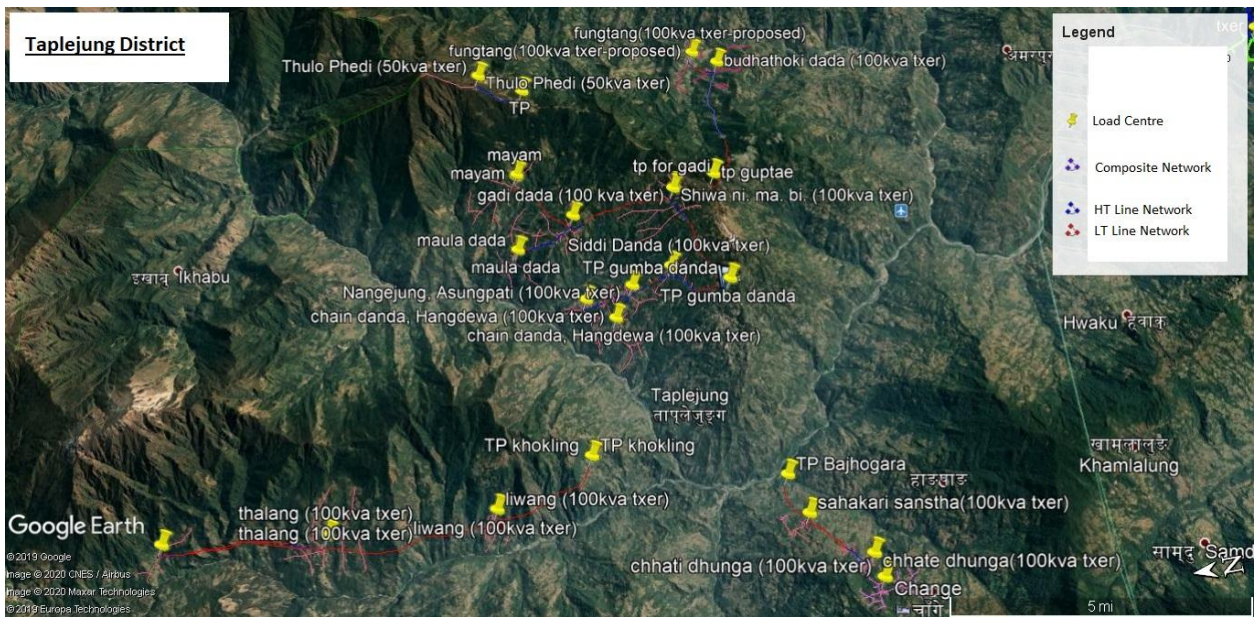 Taplejung District
Legend
Load Centre
Composite Network
HT Line Network
LT Line Network
txer
fungtang(100kva txer-proposed)
fungtang(100kva txer-proposed)
budhathoki dada (100kva txer)
Thulo Phedi (50kva txer)
Thulo Phedi (50kva txer)
TP
mayam
mayam
tp for gadi
tp guptae
gadi dada (100 kva txer)
Shiwa ni. ma. bi. (100kva txer)
maula dada
maula dada
Siddi Danda (100kva txer)
TP gumba danda
TP gumba danda
Nangejung, Asungpati (100kva txer)
chain danda, Hangdewa (100kva txer)
chain danda, Hangdewa (100kva txer)
इखाबु Ikhabu
Hwaku हwाकु
Taplejung
ताप्लेजुङ्ग
Khamlalung
TP khokling
TP khokling
TP Bajhogara
liwang (100kva txer)
liwang (100kva txer)
thalang (100kva txer)
thalang (100kva txer)
sahakari sanstha(100kva txer)
chhati dhunga (100kva txer)
chhate dhunga(100kva txer)
Change
चाँगे
सामदु Samd
Google Earth
© 2019 Google
Image © 2020 CNES / Airbus
Image © 2020 Maxar Technologies
© 2019 Europa Technologies
N
5 mi